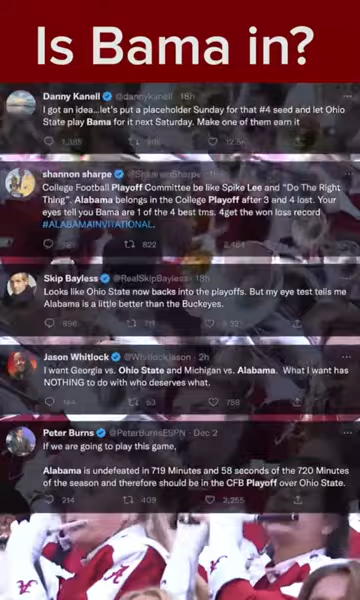 Is Bama in?
Danny Kanell @dannykanell · 18h
I got an idea...let's put a placeholder Sunday for that #4 seed and let Ohio
State play Bama for it next Saturday. Make one of them earn it
shannon sharpe @ShannonSharpe
College Football Playoff Committee be like Spike Lee and "Do The Right
Thing". Alabama belongs in the College Playoff after 3 and 4 lost. Your
eyes tell you Bama are 1 of the 4 best tms. 4get the won loss record
#ALABAMAINVITATIONAL.
822
Skip Bayless @RealSkipBayless · 18h
Looks like Ohio State now backs into the playoffs. But my eye test tells me
Alabama is a little better than the Buckeyes.
896
Jason Whitlock @WhitlockJason · 2h
I want Georgia vs. Ohio State and Michigan vs. Alabama. What I want has
NOTHING to do with who deserves what.
53 788
Peter Burns @PeterBurnsESPN · Dec 2
If we are going to play this game,
Alabama is undefeated in 719 Minutes and 58 seconds of the 720 Minutes
of the season and therefore should be in the CFB Playoff over Ohio State.
214 409 2,255